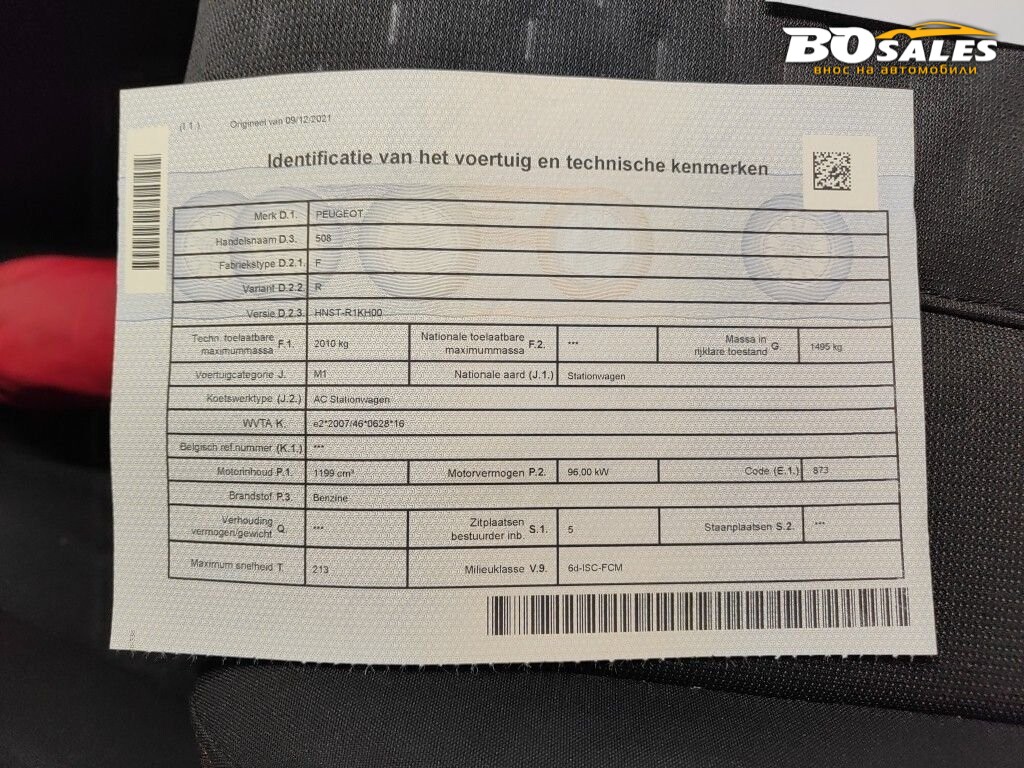 BOSALES
внос на автомобили
(I.1.) Origineel van 09/12/2021
Identificatie van het voertuig en technische kenmerken
Merk D.1. PEUGEOT
Handelsnaam D.3. 508
Fabriekstype D.2.1. F
Variant D.2.2. R
Versie D.2.3. HNST-R1KH00
Techn. toelaatbare maximummassa F.1. 2010 kg Nationale toelaatbare maximummassa F.2. *** Massa in rijklare toestand G. 1495 kg
Voertuigcategorie J. M1 Nationale aard (J.1.) Stationwagen
Koetswerktype (J.2.) AC Stationwagen
WVTA K. e2*2007/46*0628*16
Belgisch ref.nummer (K.1.) ***
Motorinhoud P.1. 1199 cm³ Motorvermogen P.2. 96.00 kW Code (E.1.) 873
Brandstof P.3. Benzine
Verhouding vermogen/gewicht Q. *** Zitplaatsen bestuurder inb. S.1. 5 Staanplaatsen S.2. ***
Maximum snelheid T. 213 Milieuklasse V.9. 6d-ISC-FCM